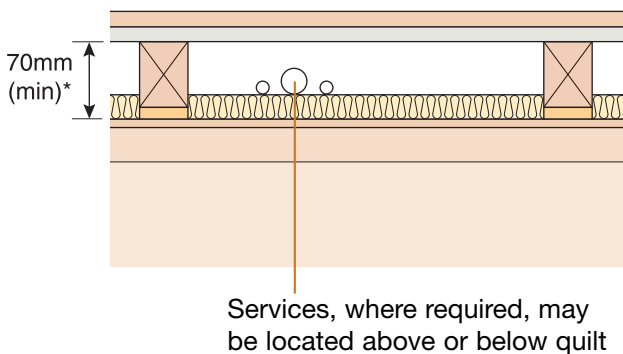 70mm
(min)*
Services, where required, may
be located above or below quilt